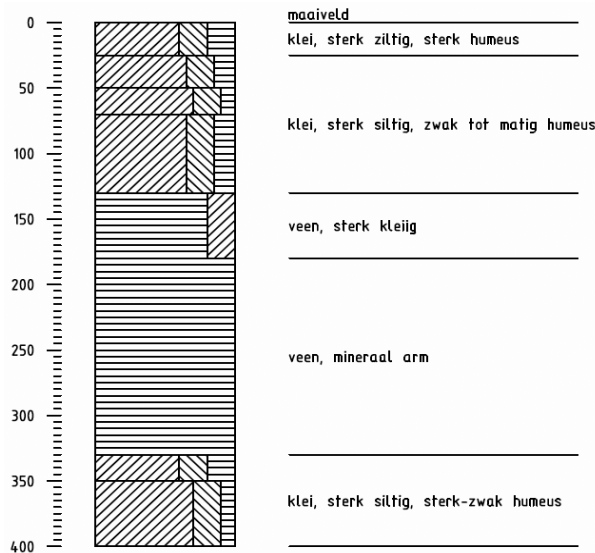 maaiveld
0
klei, sterk ziltig, sterk humeus
50
klei, sterk siltig, zwak tot matig humeus
100
150
veen, sterk kleiig
200
250
veen, mineraal arm
300
350
klei, sterk siltig, sterk-zwak humeus
400